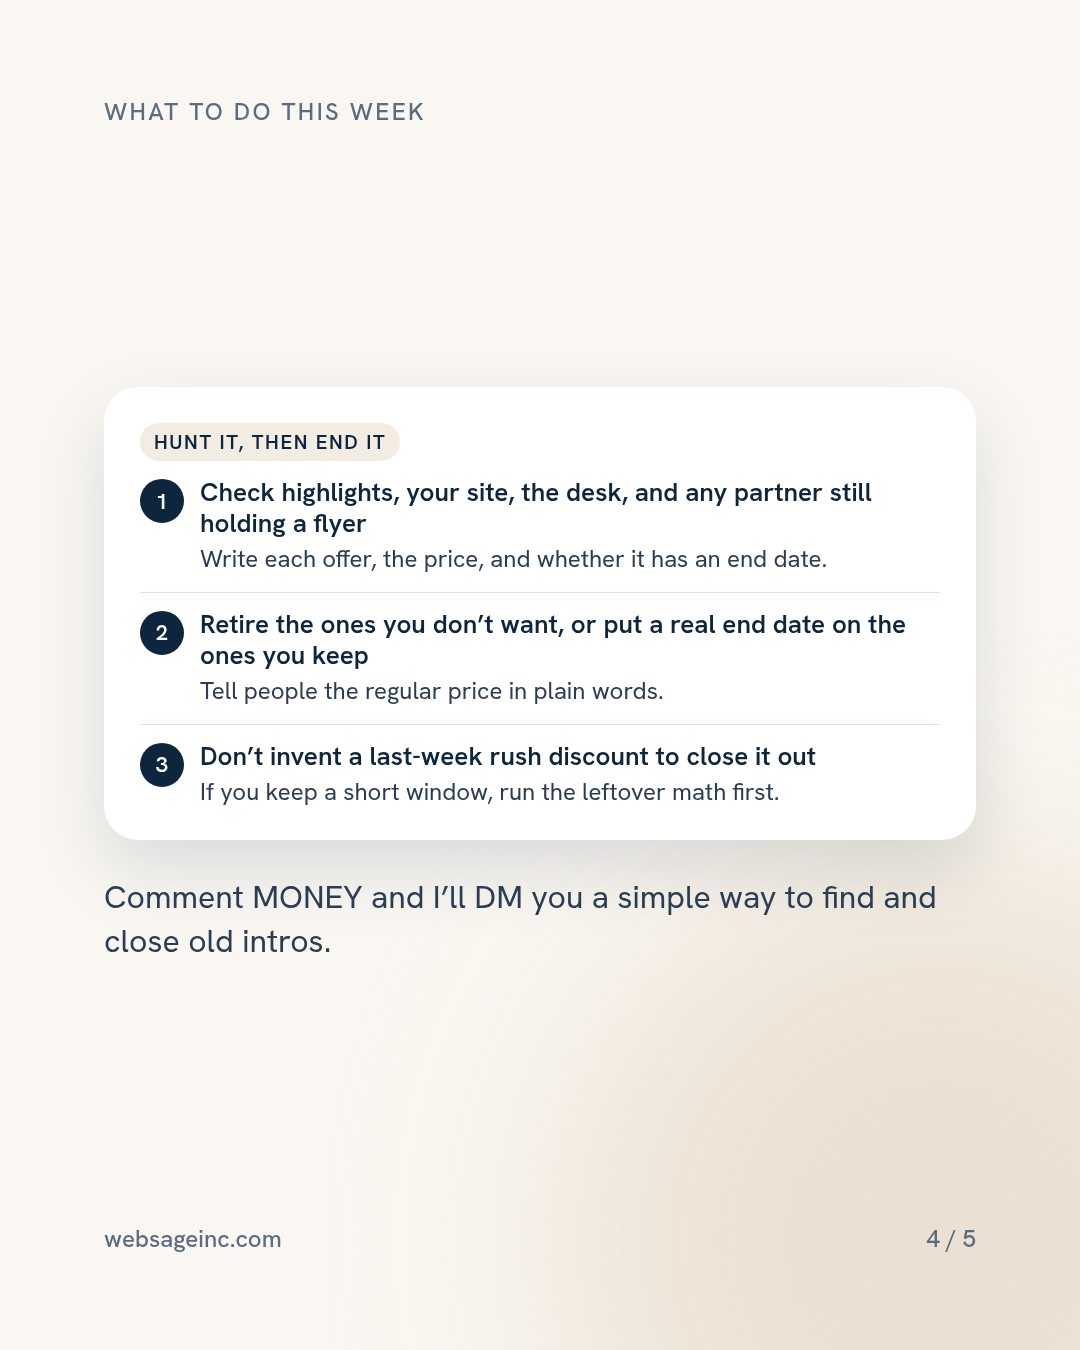 WHAT TO DO THIS WEEK
HUNT IT, THEN END IT
1
Check highlights, your site, the desk, and any partner still
holding a flyer
Write each offer, the price, and whether it has an end date.
2
Retire the ones you don’t want, or put a real end date on the
ones you keep
Tell people the regular price in plain words.
3
Don’t invent a last-week rush discount to close it out
If you keep a short window, run the leftover math first.
Comment MONEY and I’ll DM you a simple way to find and
close old intros.
websageinc.com
4 / 5